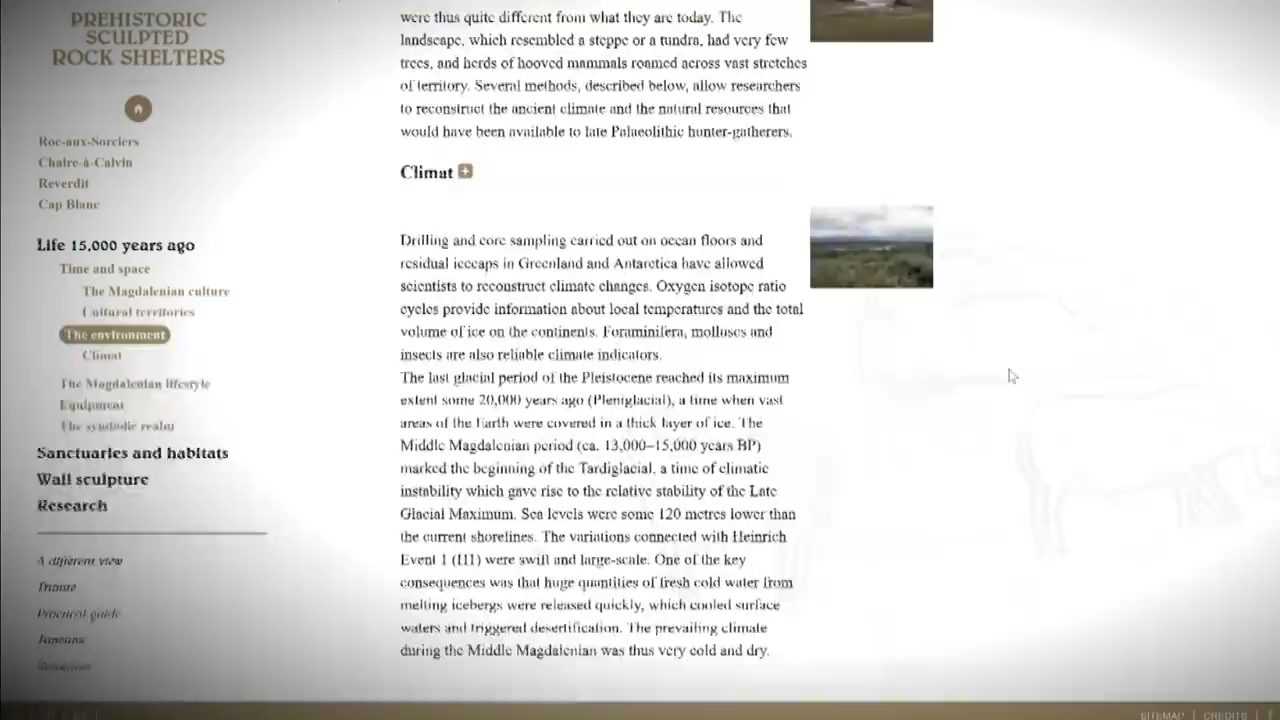 PREHISTORIC
SCULPTED
ROCK SHELTERS
Roc-aux-Sorciers
Chaire-à-Calvin
Reverdit
Cap Blanc
Life 15,000 years ago
Time and space
The Magdalenian culture
Cultural territories
The environment
Climat
The Magdalenian lifestyle
Equipment
The symbolic realm
Sanctuaries and habitats
Wall sculpture
Research
A different view
Practical guide
were thus quite different from what they are today. The
landscape, which resembled a steppe or a tundra, had very few
trees, and herds of hooved mammals roamed across vast stretches
of territory. Several methods, described below, allow researchers
to reconstruct the ancient climate and the natural resources that
would have been available to late Palaeolithic hunter-gatherers.
Climat
Drilling and core sampling carried out on ocean floors and
residual icecaps in Greenland and Antarctica have allowed
scientists to reconstruct climate changes. Oxygen isotope ratio
cycles provide information about local temperatures and the total
volume of ice on the continents. Foraminifera, molluscs and
insects are also reliable climate indicators.
The last glacial period of the Pleistocene reached its maximum
extent some 20,000 years ago (Pleniglacial), a time when vast
areas of the Earth were covered in a thick layer of ice. The
Middle Magdalenian period (ca. 13,000–15,000 years BP)
marked the beginning of the Tardiglacial, a time of climatic
instability which gave rise to the relative stability of the Late
Glacial Maximum. Sea levels were some 120 metres lower than
the current shorelines. The variations connected with Heinrich
Event 1 (H1) were swift and large-scale. One of the key
consequences was that huge quantities of fresh cold water from
melting icebergs were released quickly, which cooled surface
waters and triggered desertification. The prevailing climate
during the Middle Magdalenian was thus very cold and dry.
SITEMAP | CREDITS |